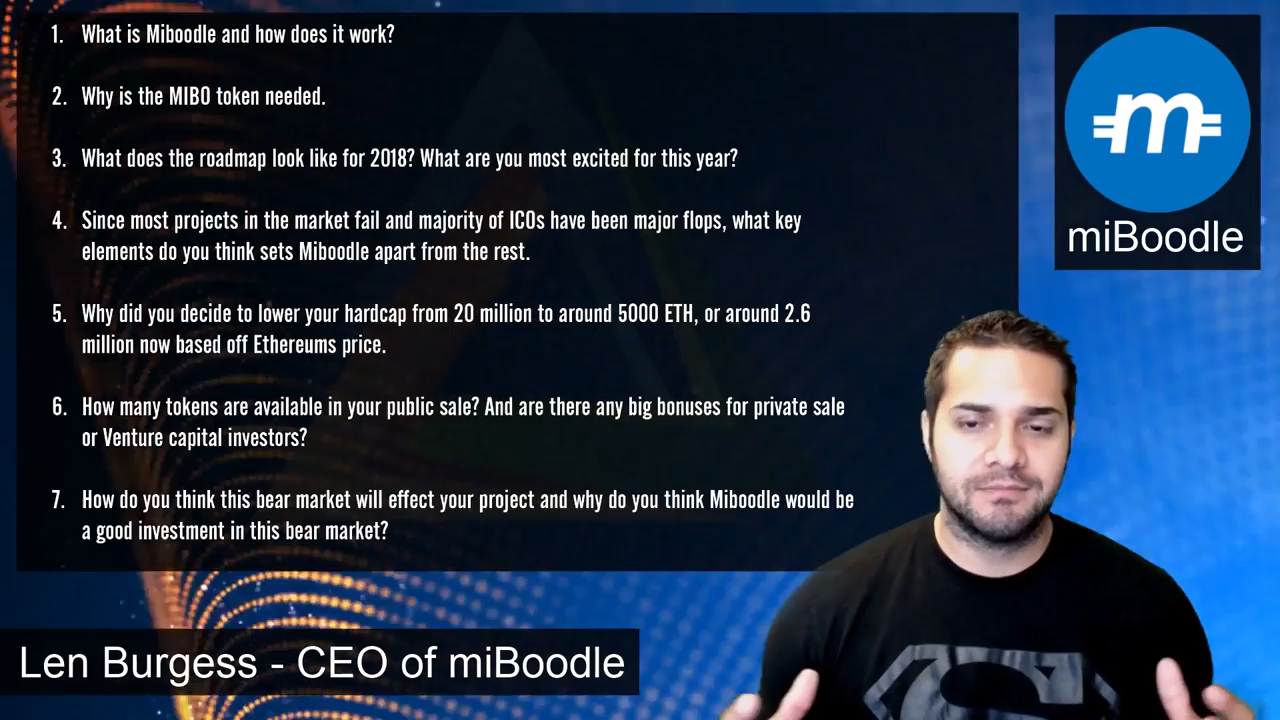 1. What is Miboodle and how does it work?
2. Why is the MIBO token needed.
3. What does the roadmap look like for 2018? What are you most excited for this year?
4. Since most projects in the market fail and majority of ICOs have been major flops, what key
elements do you think sets Miboodle apart from the rest.
5. Why did you decide to lower your hardcap from 20 million to around 5000 ETH, or around 2.6
million now based off Ethereums price.
6. How many tokens are available in your public sale? And are there any big bonuses for private sale
or Venture capital investors?
7. How do you think this bear market will effect your project and why do you think Miboodle would be
a good investment in this bear market?
m
miBoodle
Len Burgess - CEO of miBoodle
S